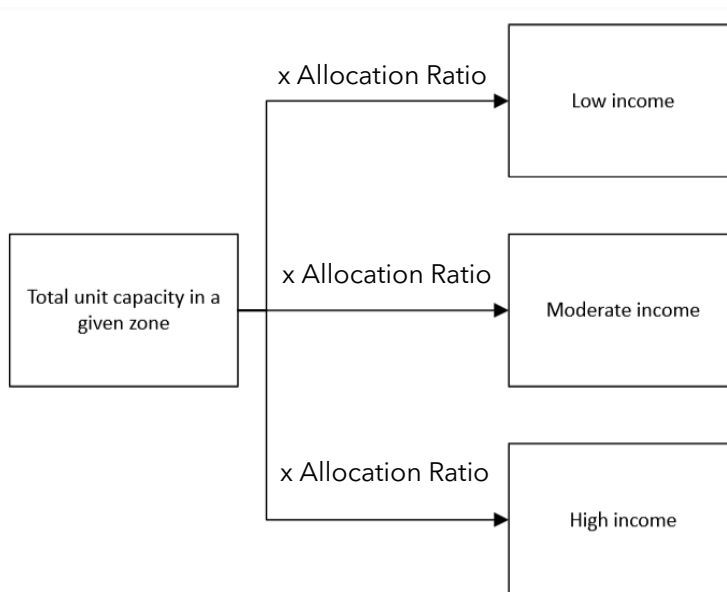 x Allocation Ratio
Low income
x Allocation Ratio
Total unit capacity in a
given zone
Moderate income
x Allocation Ratio
High income